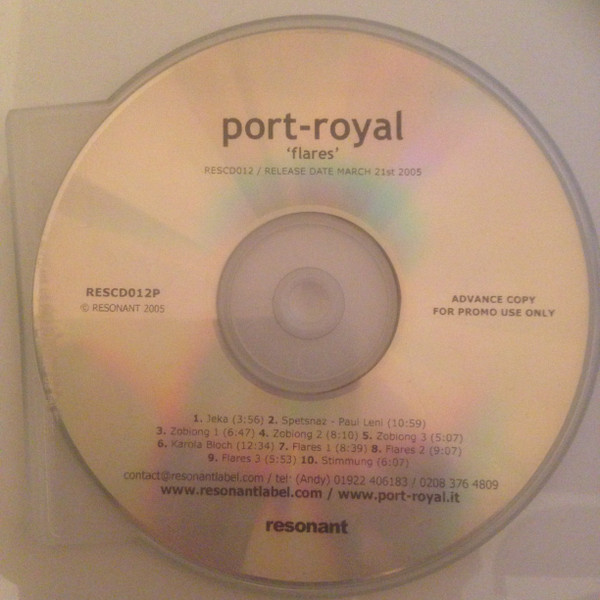 port-royal
'flares'
RESCD012 / RELEASE DATE MARCH 21st 2005
RESCD012P
© RESONANT 2005
ADVANCE COPY
FOR PROMO USE ONLY
1. Jeka (3:56) 2. Spetsnaz - Paul Leni (10:59)
3. Zobiong 1 (6:47) 4. Zobiong 2 (8:10) 5. Zobiong 3 (5:07)
6. Karola Bloch (12:34) 7. Flares 1 (8:39) 8. Flares 2 (9:07)
9. Flares 3 (5:53) 10. Stimmung (6:07)
contact@resonantlabel.com / tel: (Andy) 01922 406183 / 0208 376 4809
www.resonantlabel.com / www.port-royal.it
resonant